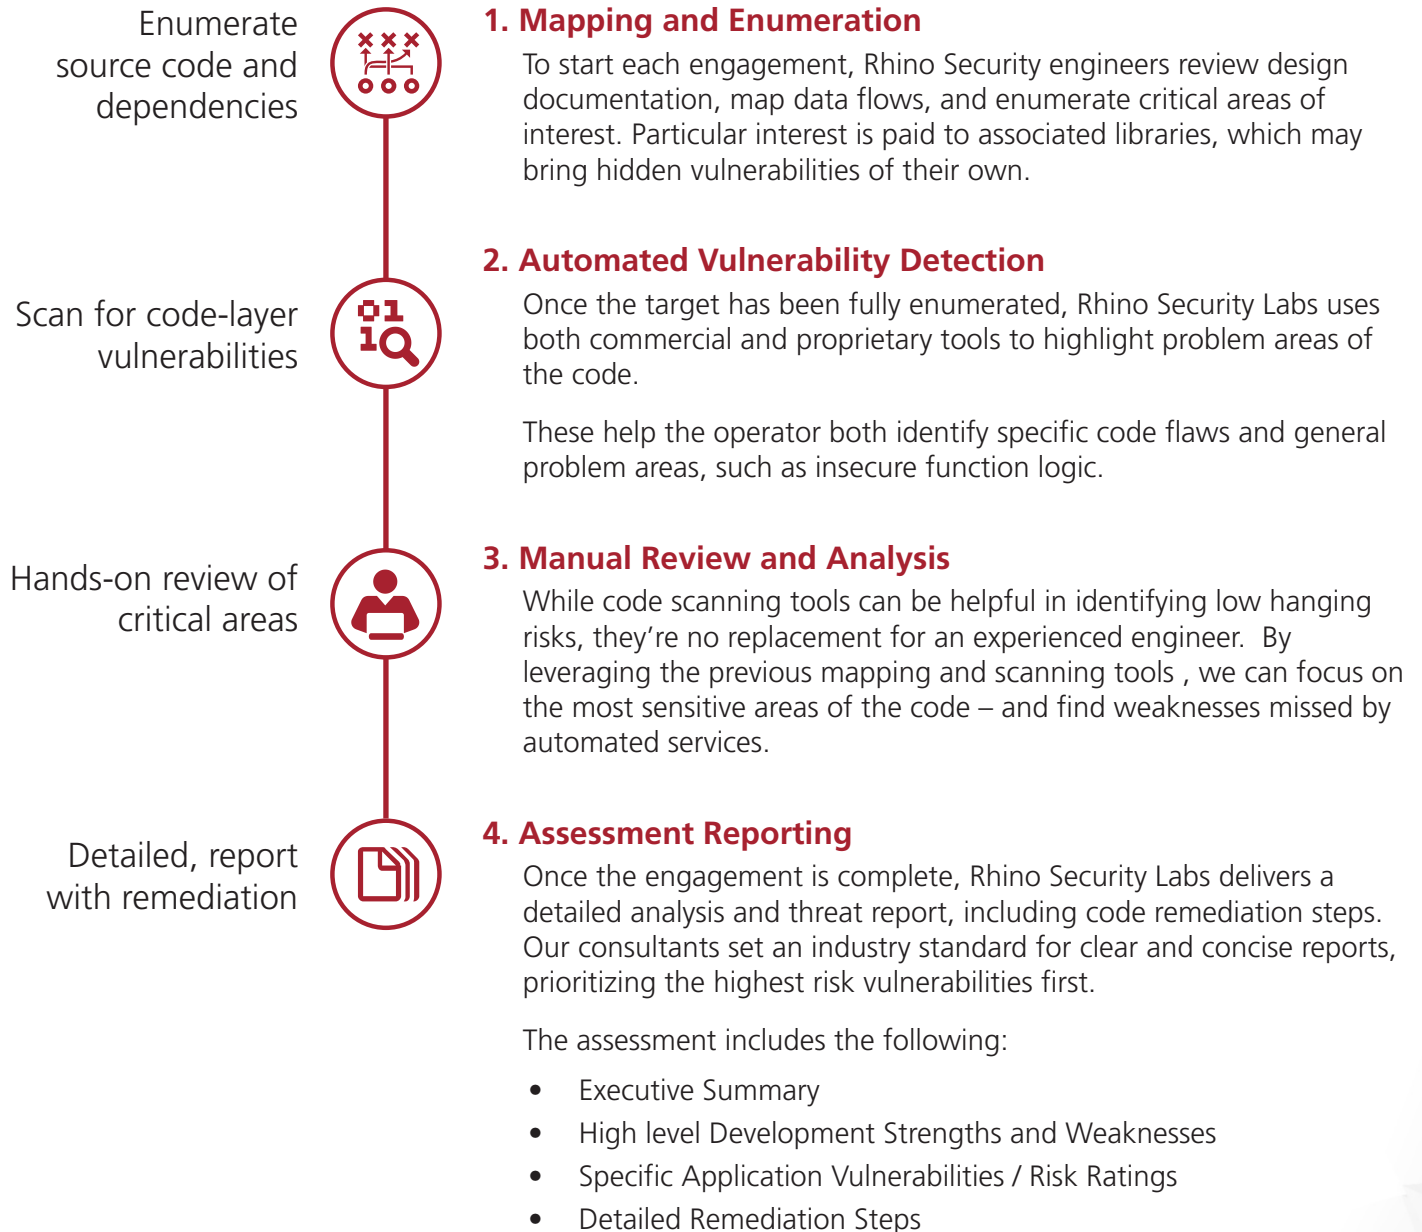 Enumerate
source code and
dependencies
1. Mapping and Enumeration
To start each engagement, Rhino Security engineers review design
documentation, map data flows, and enumerate critical areas of
interest. Particular interest is paid to associated libraries, which may
bring hidden vulnerabilities of their own.
Scan for code-layer
vulnerabilities
2. Automated Vulnerability Detection
Once the target has been fully enumerated, Rhino Security Labs uses
both commercial and proprietary tools to highlight problem areas of
the code.
These help the operator both identify specific code flaws and general
problem areas, such as insecure function logic.
Hands-on review of
critical areas
3. Manual Review and Analysis
While code scanning tools can be helpful in identifying low hanging
risks, they’re no replacement for an experienced engineer.  By
leveraging the previous mapping and scanning tools , we can focus on
the most sensitive areas of the code – and find weaknesses missed by
automated services.
Detailed, report
with remediation
4. Assessment Reporting
Once the engagement is complete, Rhino Security Labs delivers a
detailed analysis and threat report, including code remediation steps.
Our consultants set an industry standard for clear and concise reports,
prioritizing the highest risk vulnerabilities first.
The assessment includes the following:
• Executive Summary
• High level Development Strengths and Weaknesses
• Specific Application Vulnerabilities / Risk Ratings
• Detailed Remediation Steps